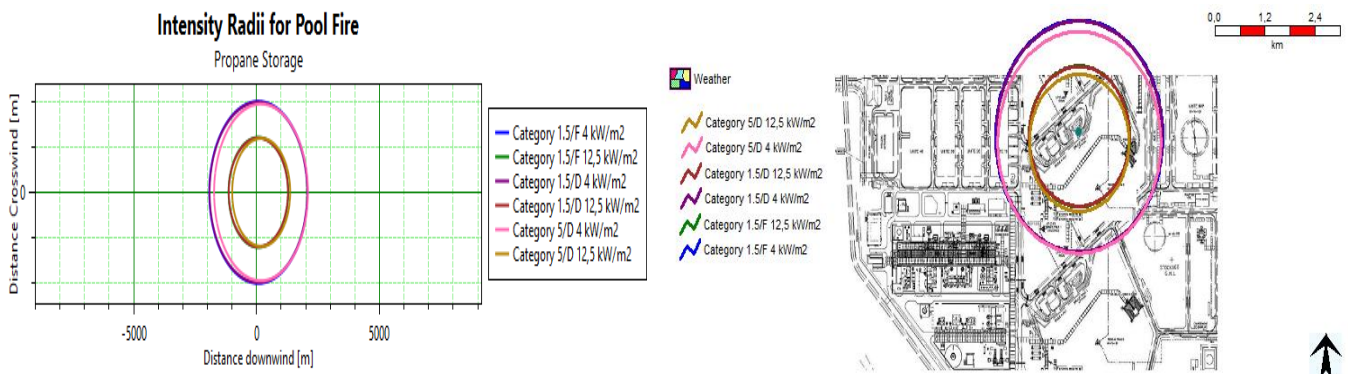 Intensity Radii for Pool Fire
Propane Storage
Distance Crosswind [m]
0
-5000
0
5000
Distance downwind [m]
Category 1.5/F 4 kW/m2
Category 1.5/F 12,5 kW/m2
Category 1.5/D 4 kW/m2
Category 1.5/D 12,5 kW/m2
Category 5/D 4 kW/m2
Category 5/D 12,5 kW/m2
Weather
Category 5/D 12,5 kW/m2
Category 5/D 4 kW/m2
Category 1.5/D 12,5 kW/m2
Category 1.5/D 4 kW/m2
Category 1.5/F 12,5 kW/m2
Category 1.5/F 4 kW/m2
0,0 1,2 2,4
km